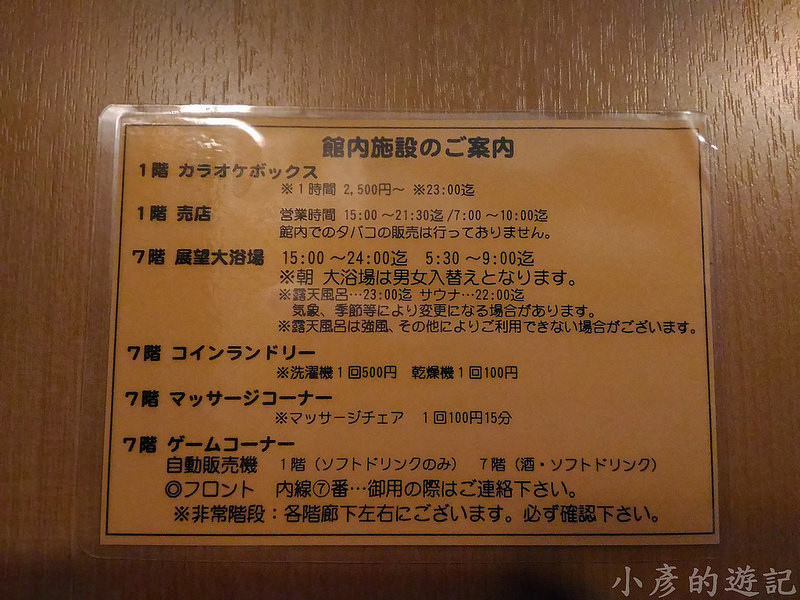 館内施設のご案内
1階 カラオケボックス
※1時間 2,500円～ ※23:00迄
1階 売店 営業時間 15:00～21:30迄/7:00～10:00迄
館内でのタバコの販売は行っておりません。
7階 展望大浴場 15:00～24:00迄 5:30～9:00迄
※朝 大浴場は男女入替えとなります。
※露天風呂…23:00迄 サウナ…22:00迄
気象、季節等により変更になる場合があります。
※露天風呂は強風、その他によりご利用できない場合がございます。
7階 コインランドリー
※洗濯機1回500円 乾燥機1回100円
7階 マッサージコーナー
※マッサージチェア 1回100円15分
7階 ゲームコーナー
自動販売機 1階(ソフトドリンクのみ) 7階(酒・ソフトドリンク)
◎フロント 内線⑦番…御用の際はご連絡下さい。
※非常階段：各階廊下左右にございます。必ず確認下さい。
小彥的遊記